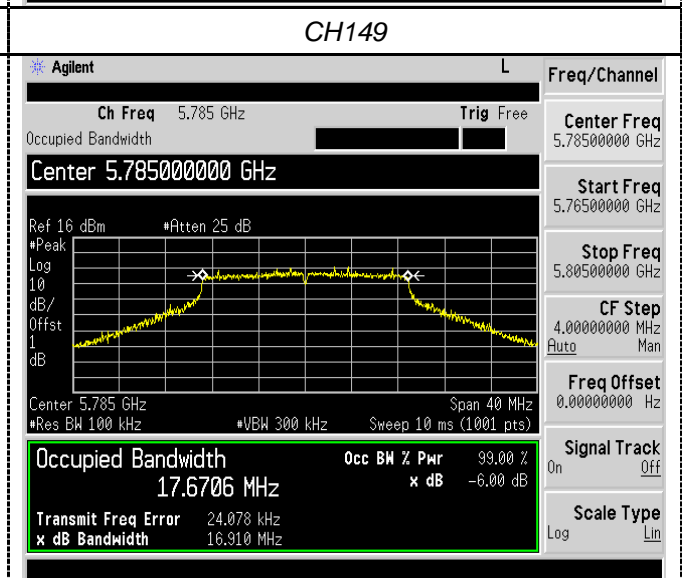 CH149
Agilent L
Freq/Channel
Ch Freq 5.785 GHz Trig Free
Occupied Bandwidth
Center 5.785000000 GHz
Ref 16 dBm #Atten 25 dB
#Peak
Log
10
dB/
Offst
1
dB
Center 5.785 GHz Span 40 MHz
#Res BW 100 kHz #VBW 300 kHz Sweep 10 ms (1001 pts)
Occupied Bandwidth Occ BW % Pwr 99.00 %
17.6706 MHz x dB -6.00 dB
Transmit Freq Error 24.078 kHz
x dB Bandwidth 16.910 MHz
Center Freq
5.78500000 GHz
Start Freq
5.76500000 GHz
Stop Freq
5.80500000 GHz
CF Step
4.00000000 MHz
Auto Man
Freq Offset
0.00000000 Hz
Signal Track
On Off
Scale Type
Log Lin